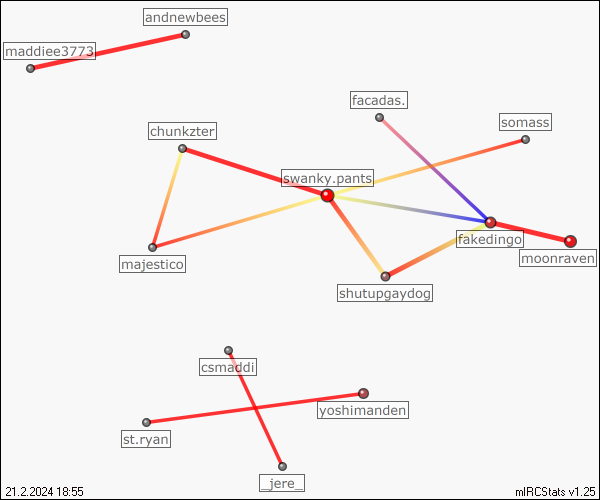 andnewbees
maddiee3773
facadas.
somass
chunkzter
swanky.pants
fakedingo
moonraven
majestico
shutupgaydog
csmaddi
yoshimanden
st.ryan
_jere_
21.2.2024 18:55
mIRCStats v1.25